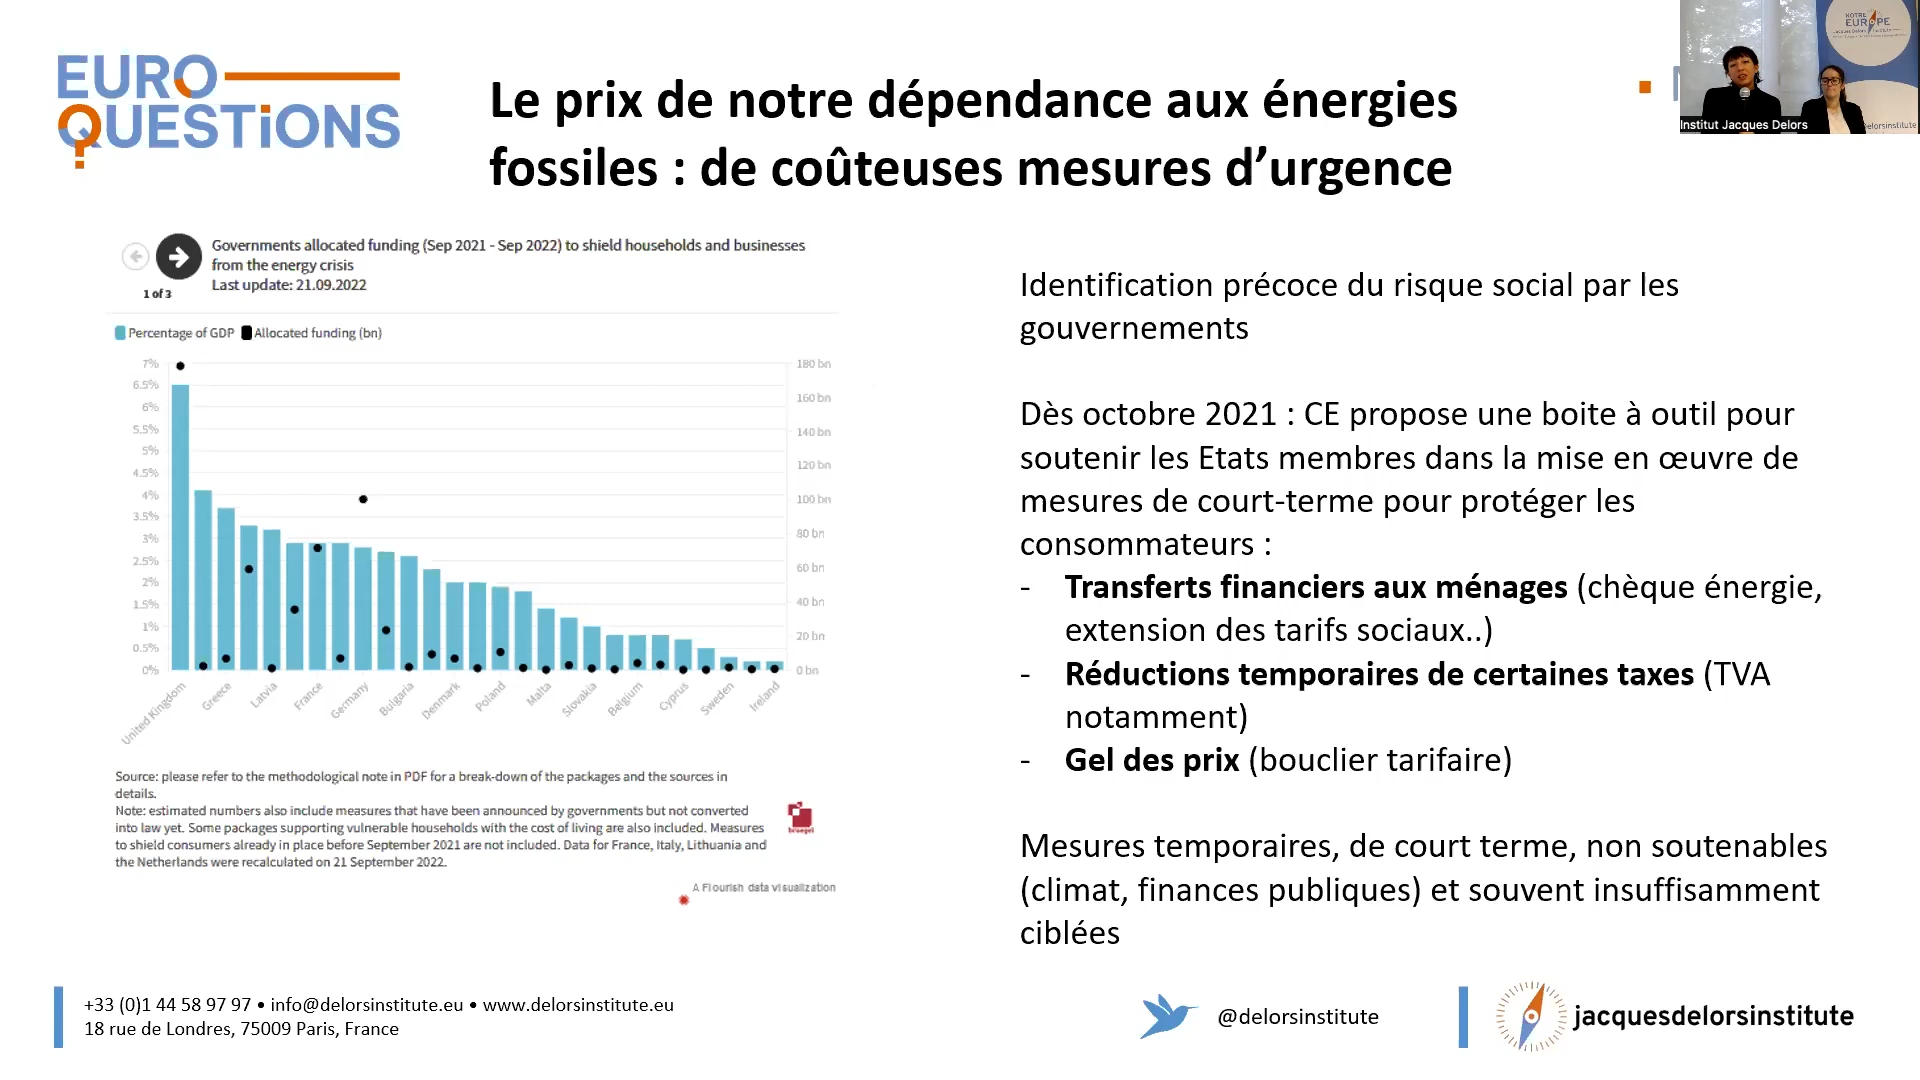 EURO
QUESTiONS
?
Le prix de notre dépendance aux énergies
fossiles : de coûteuses mesures d’urgence
NOTRE
EUROPE
Institut Jacques Delors
elorsinstitute
Governments allocated funding (Sep 2021 - Sep 2022) to shield households and businesses
from the energy crisis
Last update: 21.09.2022
1 of 3
Percentage of GDP Allocated funding (bn)
7%
6.5%
6%
5.5%
5%
4.5%
4%
3.5%
3%
2.5%
2%
1.5%
1%
0.5%
0%
180 bn
160 bn
140 bn
120 bn
100 bn
80 bn
60 bn
40 bn
20 bn
0 bn
United Kingdom
Greece
Latvia
France
Germany
Bulgaria
Denmark
Poland
Malta
Slovakia
Belgium
Cyprus
Sweden
Ireland
Source: please refer to the methodological note in PDF for a break-down of the packages and the sources in
details.
Note: estimated numbers also include measures that have been announced by governments but not converted
into law yet. Some packages supporting vulnerable households with the cost of living are also included. Measures
to shield consumers already in place before September 2021 are not included. Data for France, Italy, Lithuania and
the Netherlands were recalculated on 21 September 2022.
bruegel
A Flourish data visualization
Identification précoce du risque social par les
gouvernements
Dès octobre 2021 : CE propose une boite à outil pour
soutenir les Etats membres dans la mise en œuvre de
mesures de court-terme pour protéger les
consommateurs :
- Transferts financiers aux ménages (chèque énergie,
extension des tarifs sociaux..)
- Réductions temporaires de certaines taxes (TVA
notamment)
- Gel des prix (bouclier tarifaire)
Mesures temporaires, de court terme, non soutenables
(climat, finances publiques) et souvent insuffisamment
ciblées
+33 (0)1 44 58 97 97 • info@delorsinstitute.eu • www.delorsinstitute.eu
18 rue de Londres, 75009 Paris, France
@delorsinstitute
jacquesdelorsinstitute